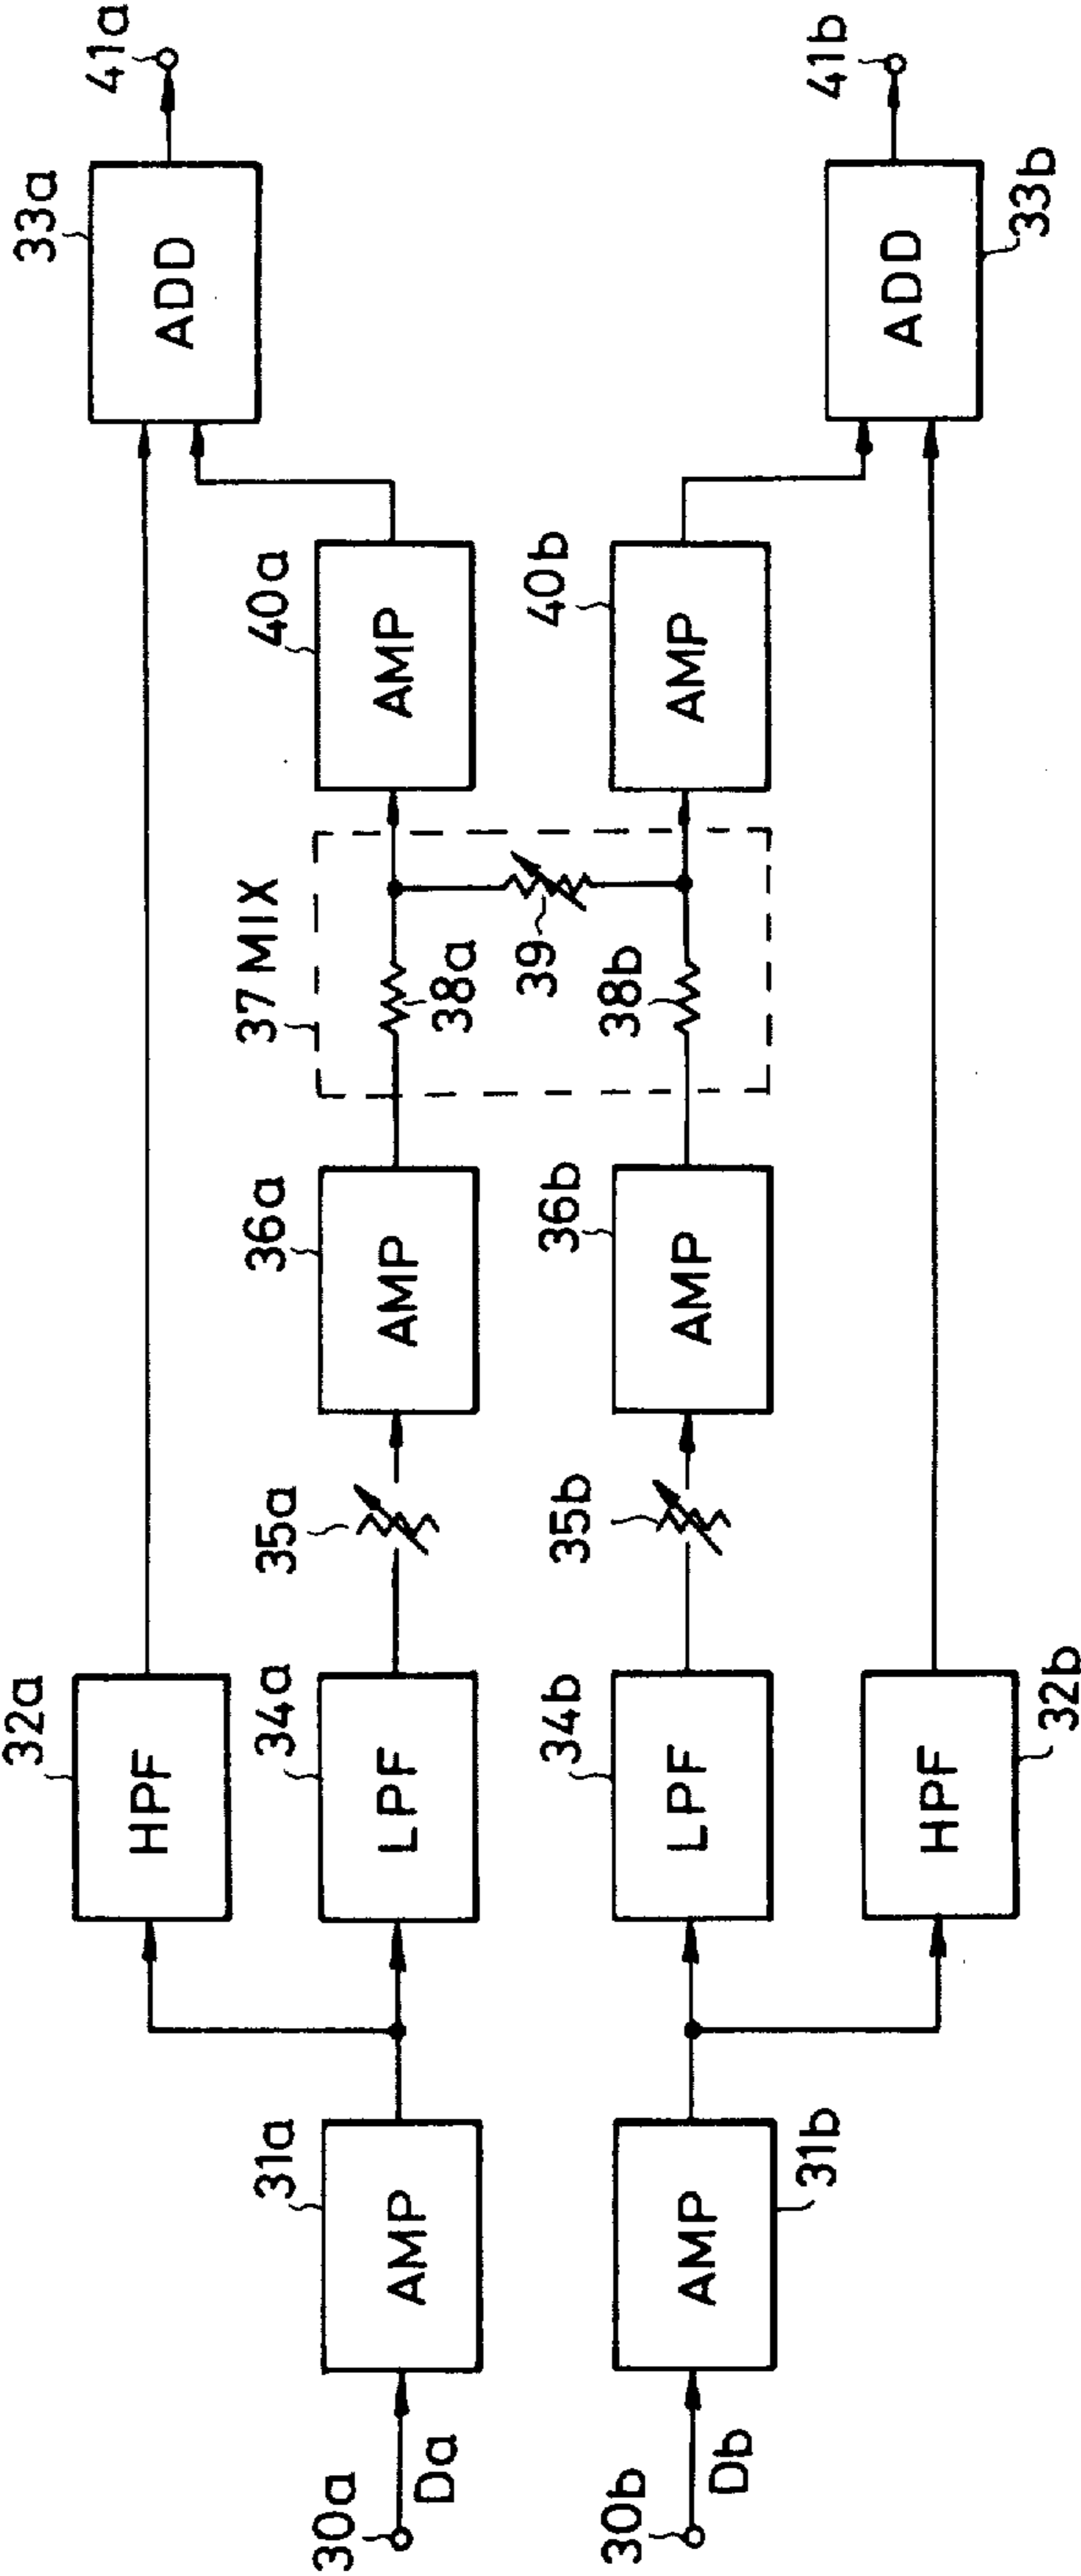 30a
Da
31a
AMP
32a
HPF
34a
LPF
35a
36a
AMP
37 MIX
38a
39
38b
40a
AMP
33a
ADD
41a
30b
Db
31b
AMP
34b
LPF
32b
HPF
35b
36b
AMP
40b
AMP
33b
ADD
41b